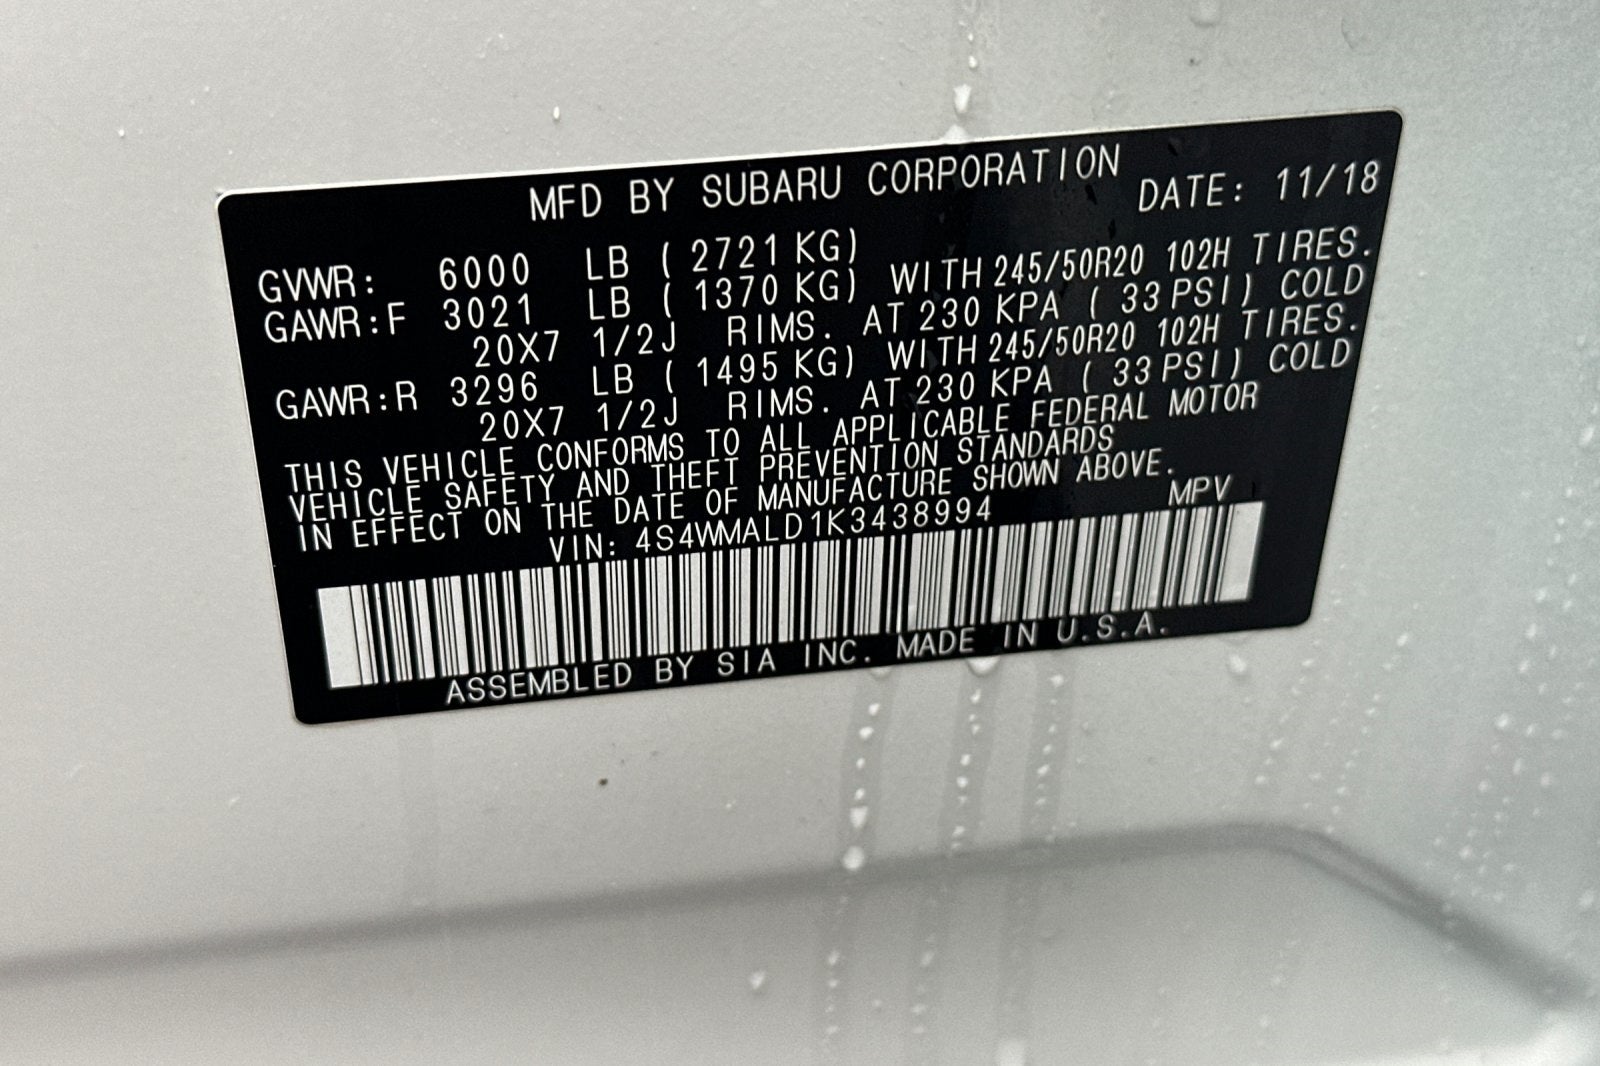 MFD BY SUBARU CORPORATION DATE: 11/18
GVWR: 6000 LB ( 2721 KG)
GAWR:F 3021 LB ( 1370 KG) WITH 245/50R20 102H TIRES.
20X7 1/2J RIMS. AT 230 KPA ( 33 PSI) COLD
GAWR:R 3296 LB ( 1495 KG) WITH 245/50R20 102H TIRES.
20X7 1/2J RIMS. AT 230 KPA ( 33 PSI) COLD
THIS VEHICLE CONFORMS TO ALL APPLICABLE FEDERAL MOTOR
VEHICLE SAFETY AND THEFT PREVENTION STANDARDS
IN EFFECT ON THE DATE OF MANUFACTURE SHOWN ABOVE.
VIN: 4S4WMALD1K3438994 MPV
ASSEMBLED BY SIA INC. MADE IN U.S.A.